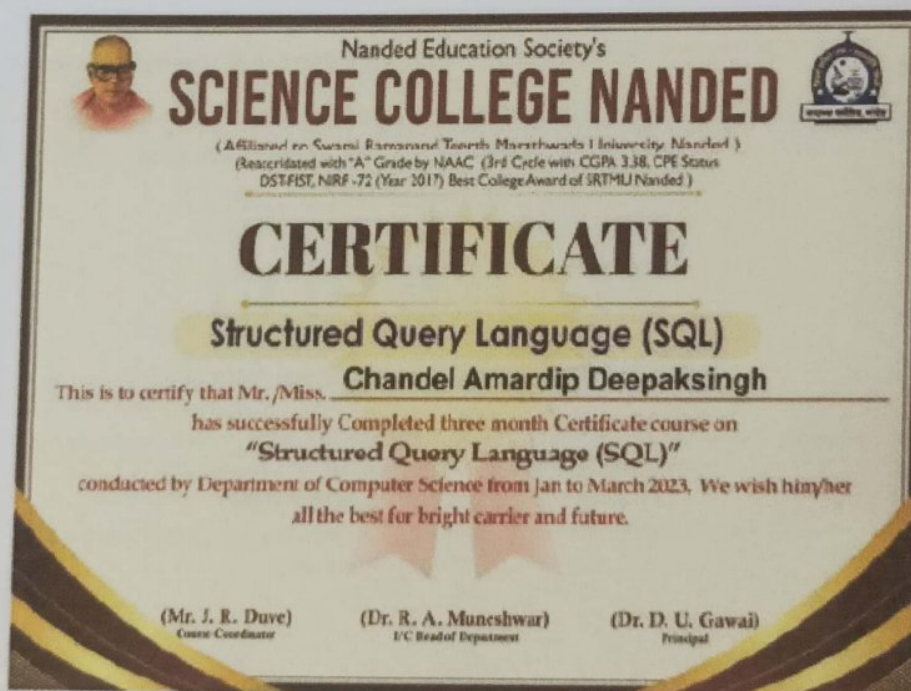 Nanded Education Society's
SCIENCE COLLEGE NANDED
(Affiliated to Swami Ramanand Teerth Marathwada University, Nanded )
(Reaccridated with "A" Grade by NAAC (3rd Cycle with CGPA 3.38, CPE Status
DST-FIST, NIRF -72 (Year 2017) Best College Award of SRTMU Nanded )
CERTIFICATE
Structured Query Language (SQL)
This is to certify that Mr. /Miss. Chandel Amardip Deepaksingh
has successfully Completed three month Certificate course on
"Structured Query Language (SQL)"
conducted by Department of Computer Science from Jan to March 2023, We wish him/her
all the best for bright carrier and future.
(Mr. J. R. Duve) (Dr. R. A. Muneshwar) (Dr. D. U. Gawai)
Course Coordinator I/C Head of Department Principal